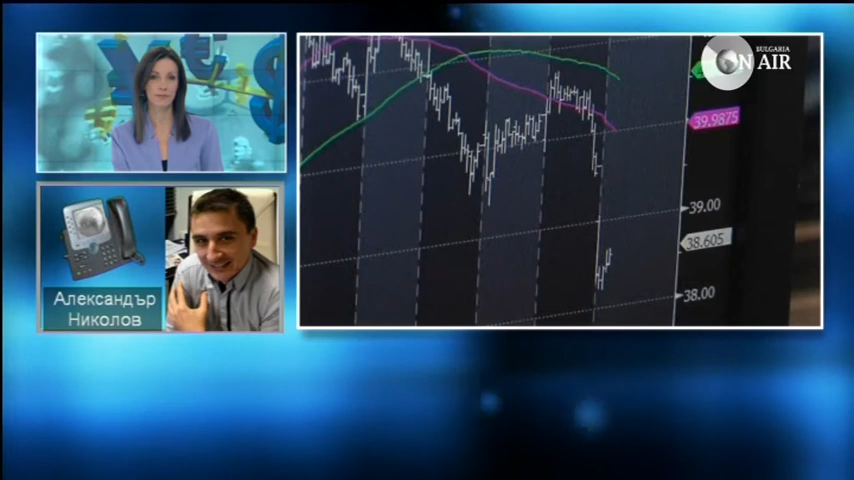 BULGARIA
ON AIR
39.9875
39.00
38.605
38.00
Александър
Николов